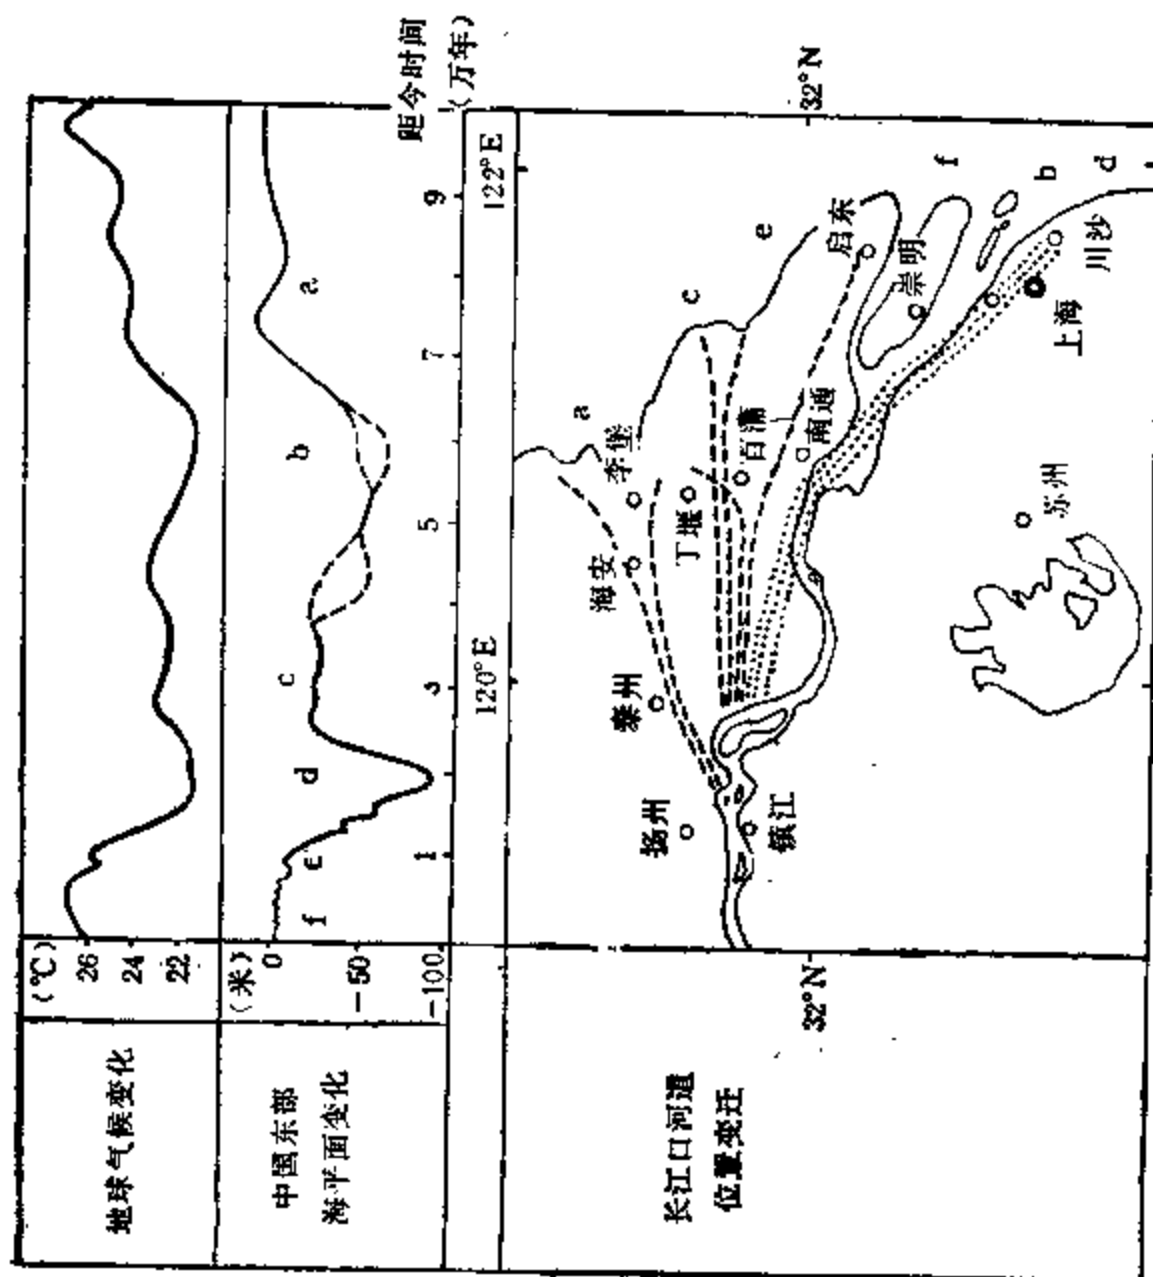 地球气候变化
(℃)
26
24
22
中国东部
海平面变化
(米)
0
-50
-100
f
e
d
c
b
a
1
3
5
7
9
距今时间
(万年)
长江口河道
位置变迁
120°E
122°E
a
c
e
李堡
海安
泰州
丁堰
扬州
启东
南通
崇明
f
镇江
32°N
32°N
b
d
川沙
上海
苏州